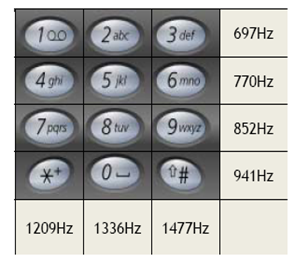 1 2 abc 3 def 697Hz
4 ghi 5 jkl 6 mno 770Hz
7 pqrs 8 tuv 9 wxyz 852Hz
*+ 0 ⇧# 941Hz
1209Hz 1336Hz 1477Hz